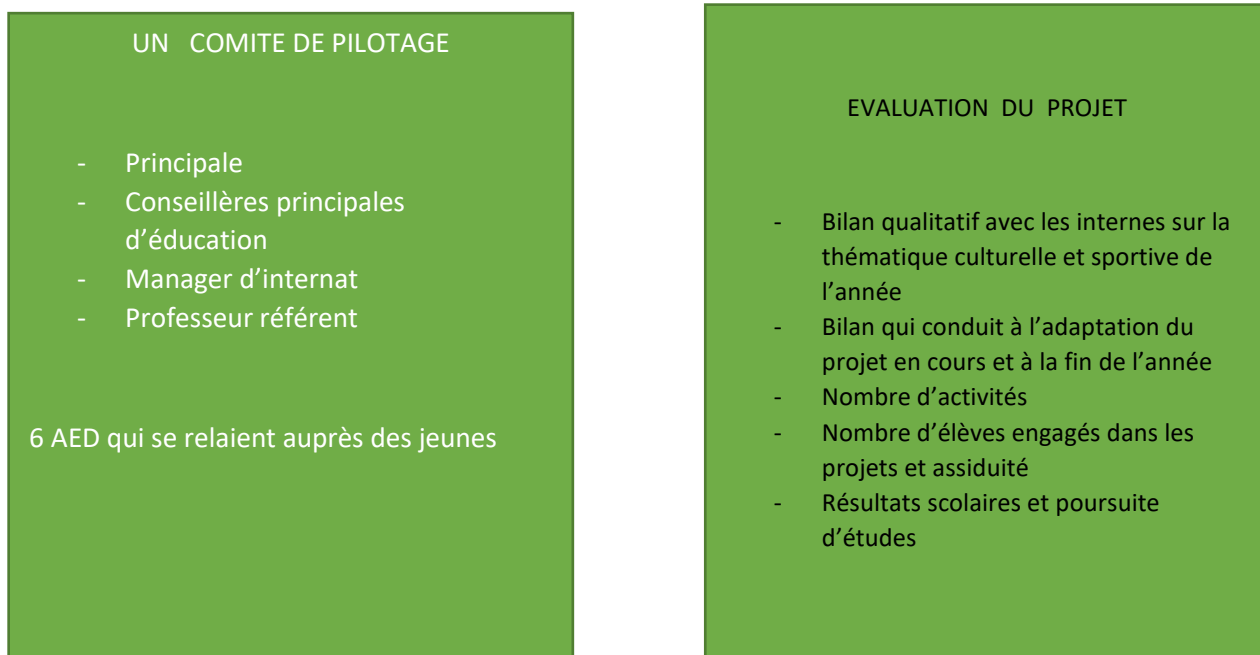 UN COMITE DE PILOTAGE
- Principale
- Conseillères principales
d’éducation
- Manager d’internat
- Professeur référent
6 AED qui se relaient auprès des jeunes
EVALUATION DU PROJET
- Bilan qualitatif avec les internes sur la
thématique culturelle et sportive de
l’année
- Bilan qui conduit à l’adaptation du
projet en cours et à la fin de l’année
- Nombre d’activités
- Nombre d’élèves engagés dans les
projets et assiduité
- Résultats scolaires et poursuite
d’études